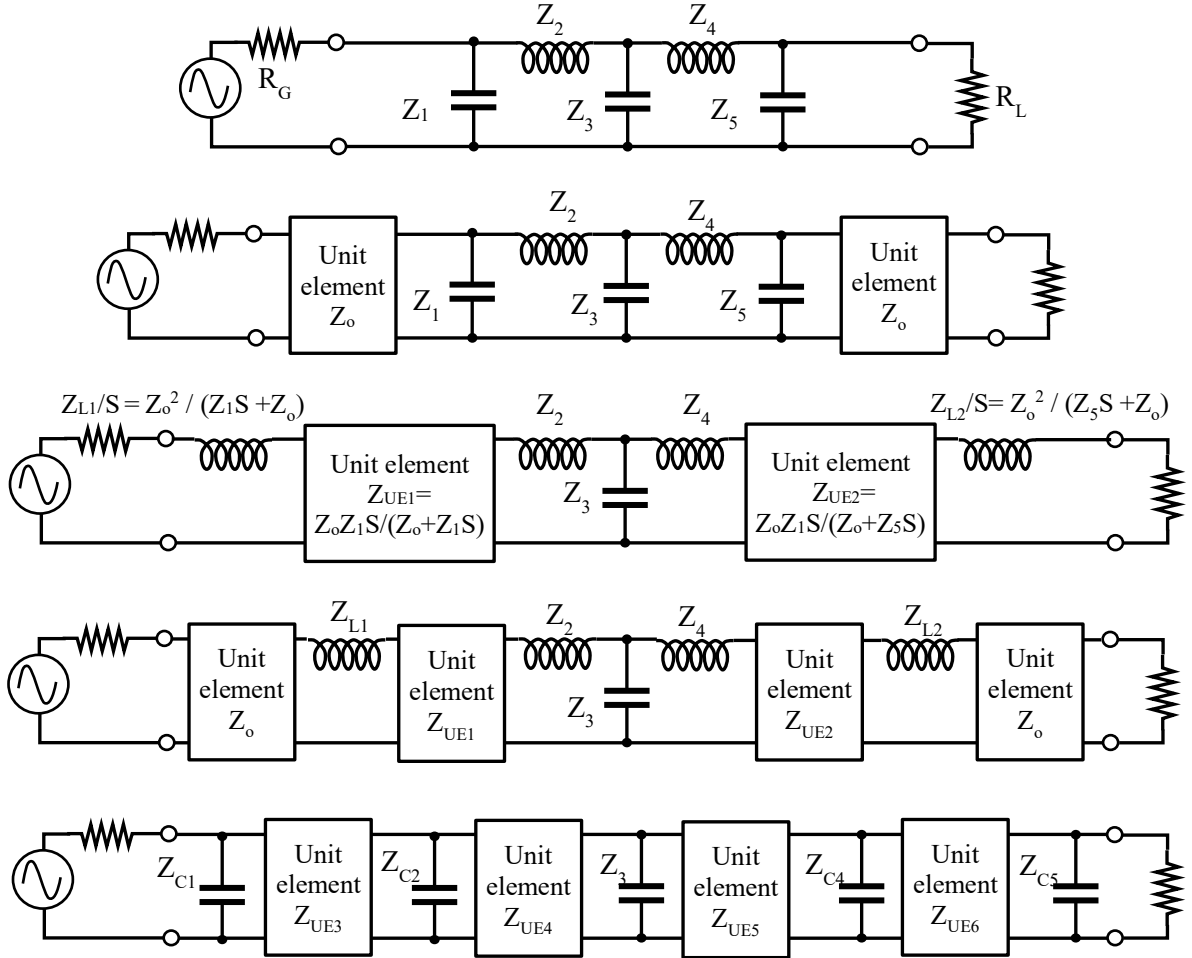 Z2 Z4
RG
Z1 Z3 Z5 RL
Z2 Z4
Unit element Zo
Z1 Z3 Z5
Unit element Zo
ZL1/S = Zo2 / (Z1S +Zo)
Z2 Z4
ZL2/S= Zo2 / (Z5S +Zo)
Unit element
ZUE1=
ZoZ1S/(Zo+Z1S)
Z3
Unit element
ZUE2=
ZoZ1S/(Zo+Z5S)
ZL1 Z2 Z4 ZL2
Unit element Zo
Unit element ZUE1
Z3
Unit element ZUE2
Unit element Zo
ZC1
Unit element ZUE3
ZC2
Unit element ZUE4
Z3
Unit element ZUE5
ZC4
Unit element ZUE6
ZC5